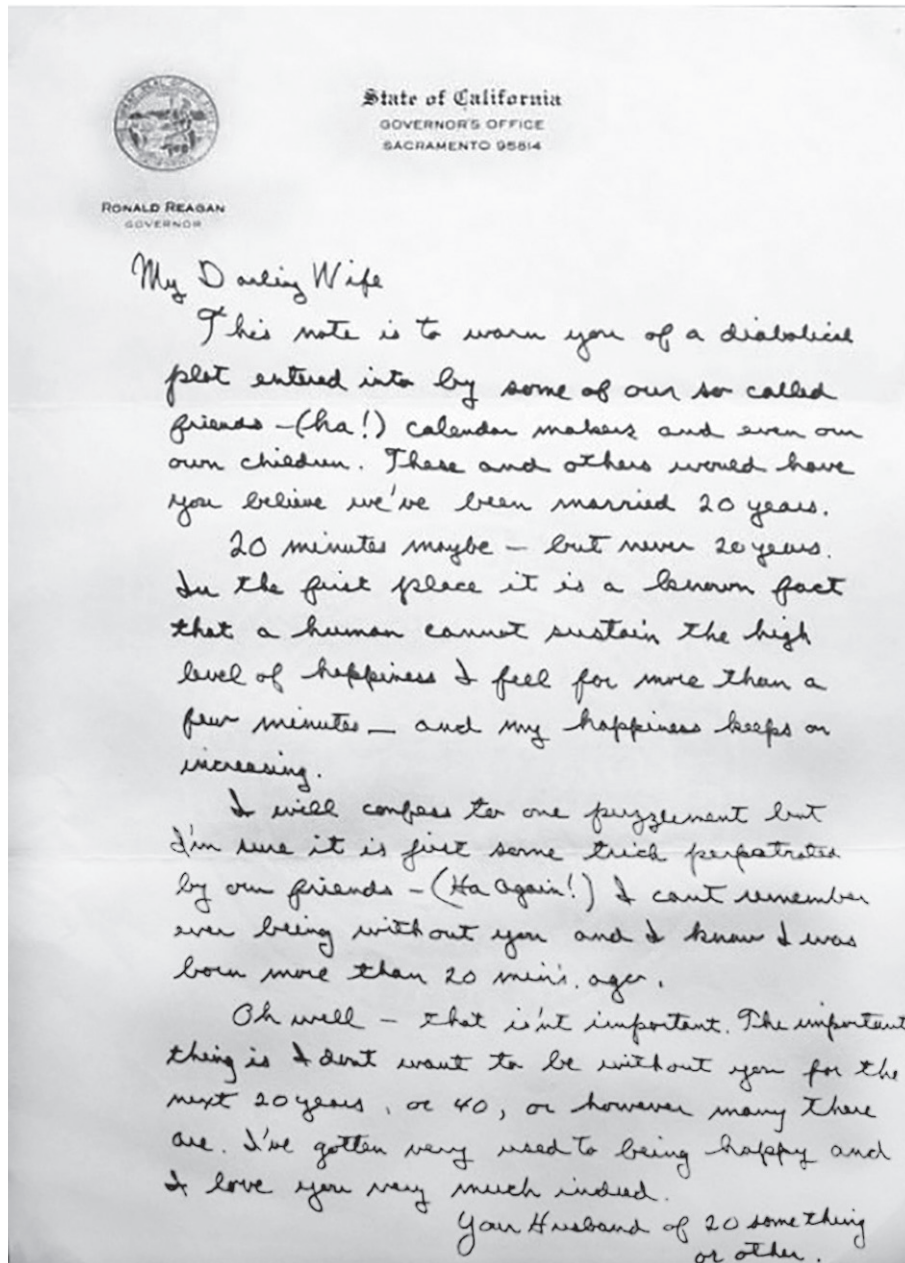 State of California
GOVERNOR'S OFFICE
SACRAMENTO 95814
RONALD REAGAN
GOVERNOR
My Darling Wife
This note is to warn you of a diabolical
plot entered into by some of our so called
friends - (ha!) calendar makers and even our
own children. These and others would have
you believe we've been married 20 years.
20 minutes maybe - but never 20 years.
In the first place it is a known fact
that a human cannot sustain the high
level of happiness I feel for more than a
few minutes - and my happiness keeps on
increasing.
I will confess to one puzzlement but
I'm sure it is just some trick perpetrated
by our friends - (Ha Again!) I can't remember
ever being without you and I know I was
born more than 20 min's. ago.
Oh well - that is'nt important. The important
thing is I don't want to be without you for the
next 20 years, or 40, or however many there
are. I've gotten very used to being happy and
I love you very much indeed.
Your Husband of 20 something
or other.